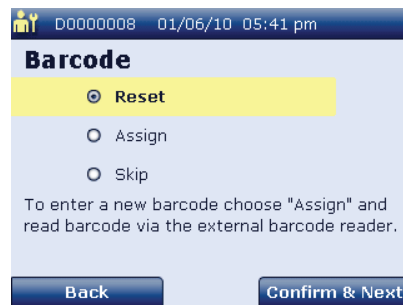 D0000008 01/06/10 05:41 pm
Barcode
Reset
Assign
Skip
To enter a new barcode choose "Assign" and
read barcode via the external barcode reader.
Back Confirm & Next